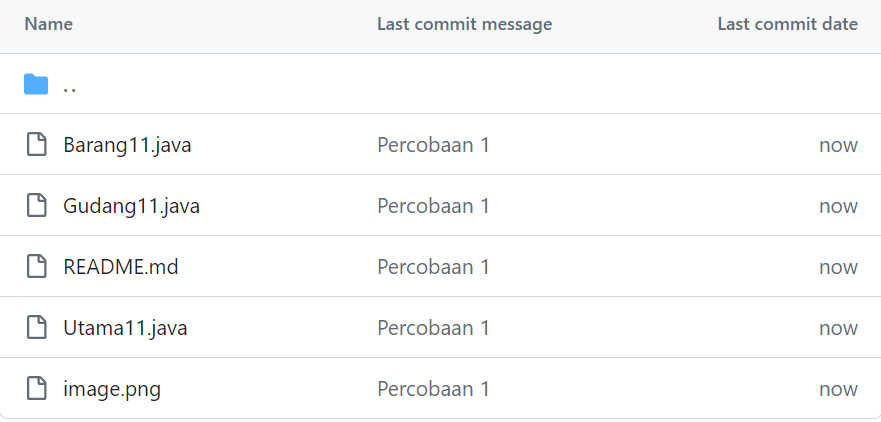 Name Last commit message Last commit date
..
Barang11.java Percobaan 1 now
Gudang11.java Percobaan 1 now
README.md Percobaan 1 now
Utama11.java Percobaan 1 now
image.png Percobaan 1 now